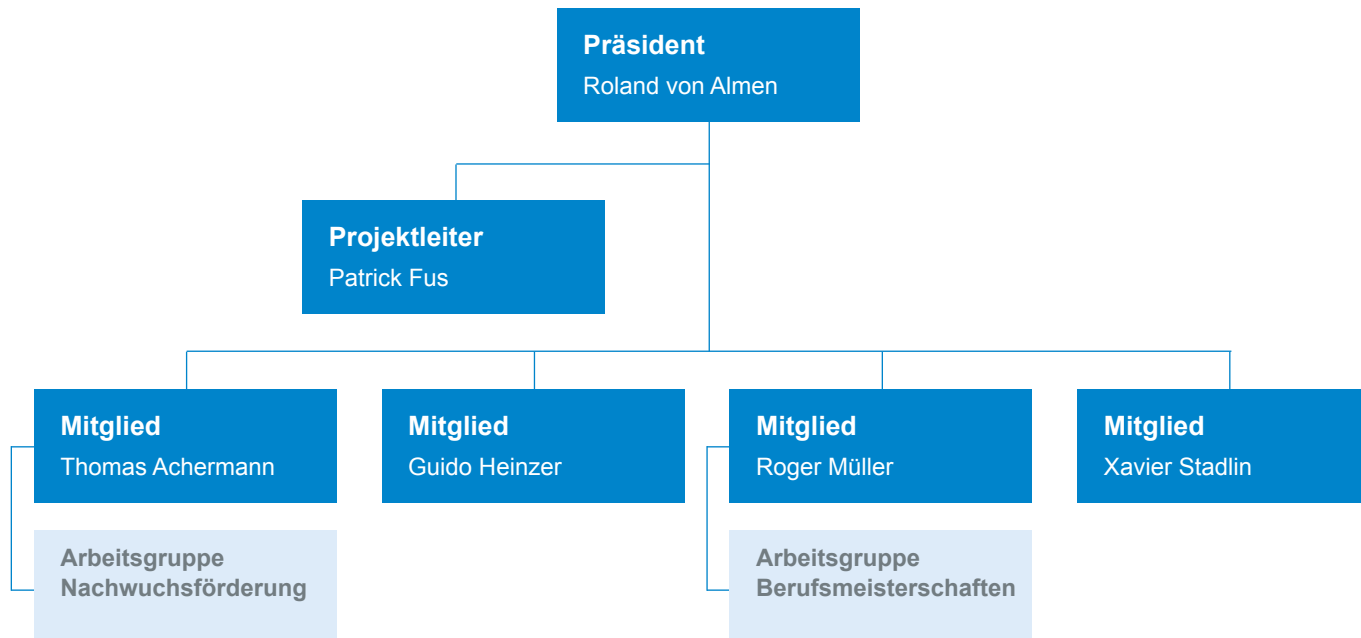 Präsident
Roland von Almen
Projektleiter
Patrick Fus
Mitglied
Thomas Achermann
Mitglied
Guido Heinzer
Mitglied
Roger Müller
Mitglied
Xavier Stadlin
Arbeitsgruppe
Nachwuchsförderung
Arbeitsgruppe
Berufsmeisterschaften